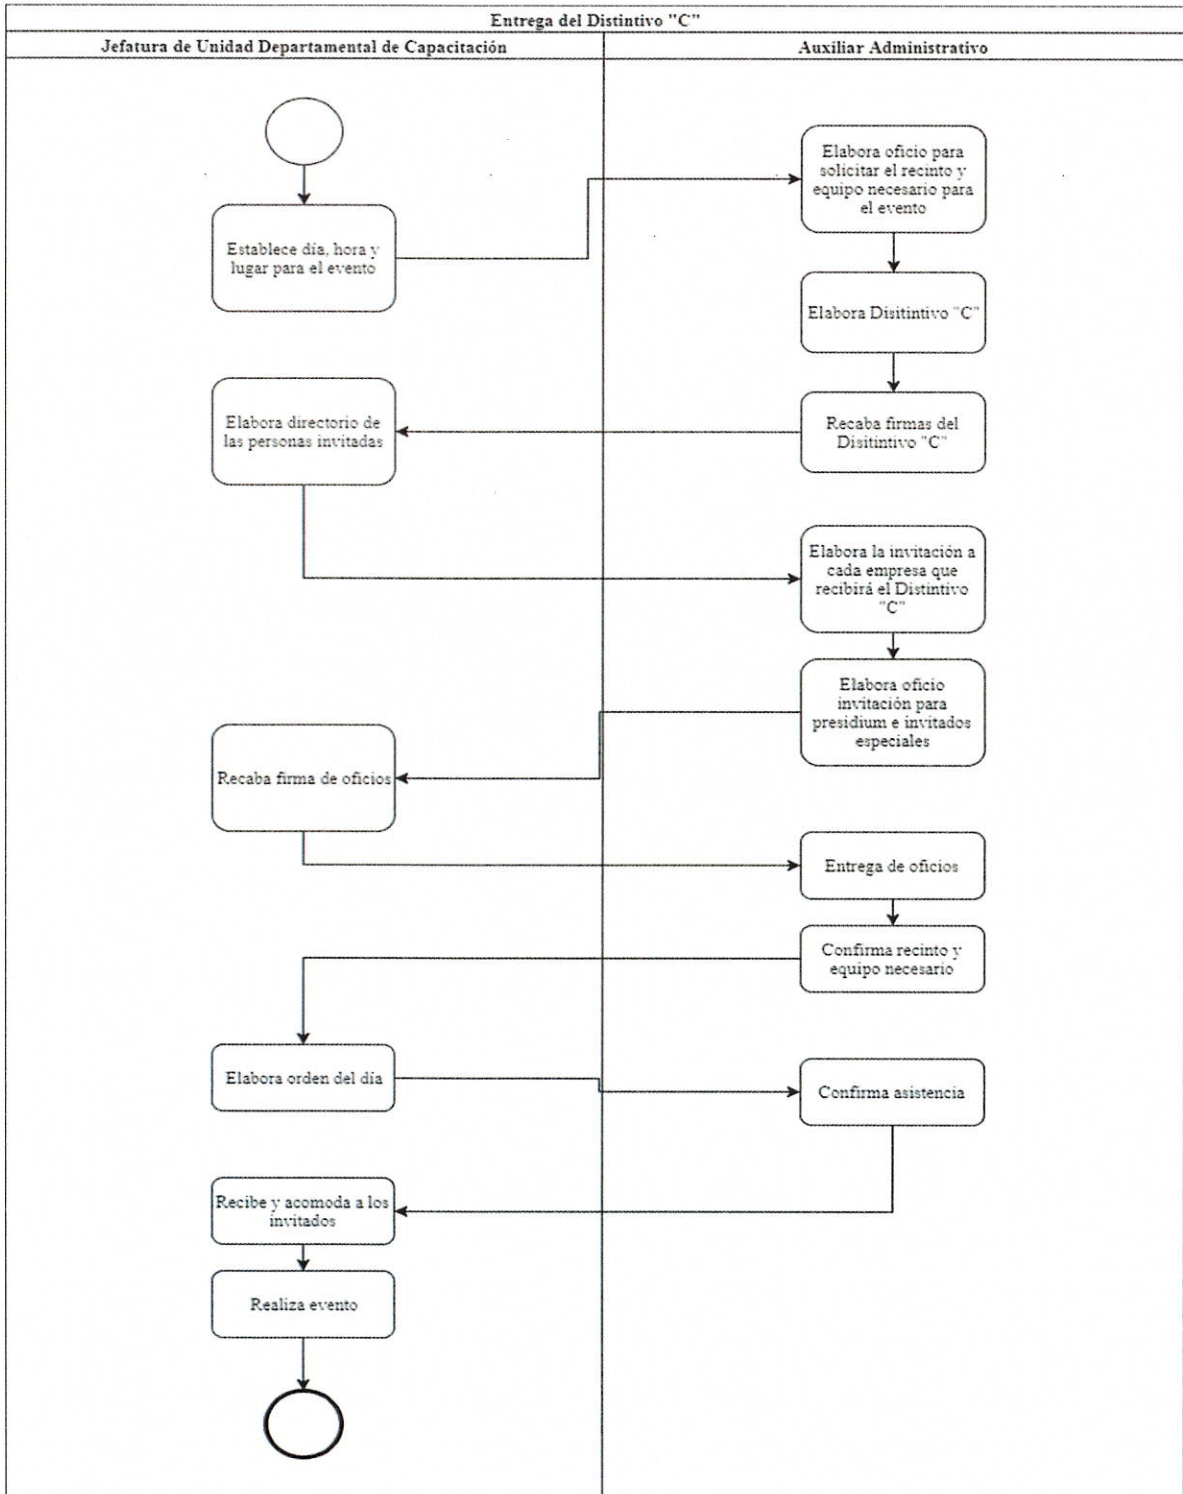 Entrega del Distintivo "C"
Jefatura de Unidad Departamental de Capacitación
Auxiliar Administrativo
Elabora oficio para
solicitar el recinto y
equipo necesario para
el evento
Establece día, hora y
lugar para el evento
Elabora Disitintivo "C"
Recaba firmas del
Disitintivo "C"
Elabora directorio de
las personas invitadas
Elabora la invitación a
cada empresa que
recibirá el Distintivo
"C"
Elabora oficio
invitación para
presidium e invitados
especiales
Recaba firma de oficios
Entrega de oficios
Confirma recinto y
equipo necesario
Elabora orden del día
Confirma asistencia
Recibe y acomoda a los
invitados
Realiza evento